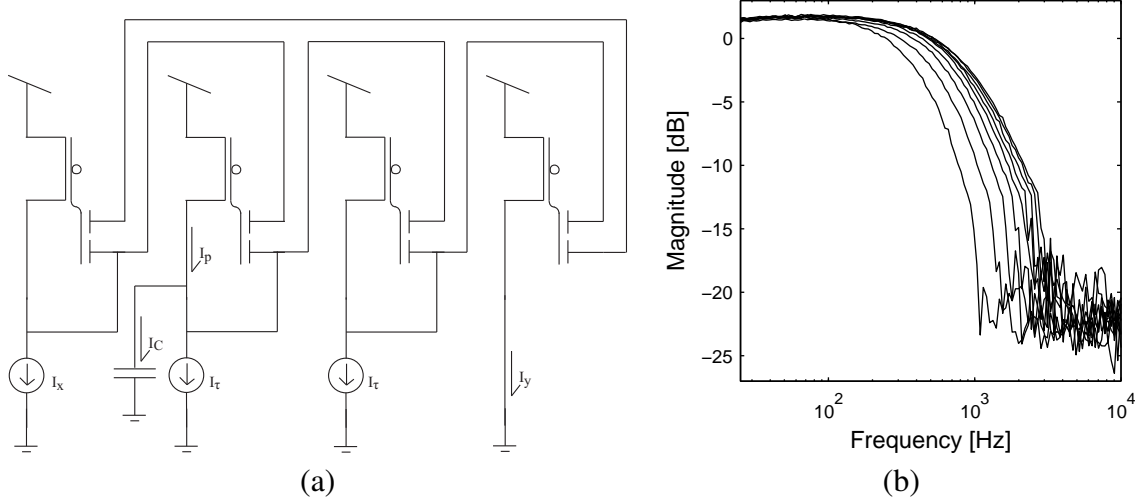 I_p
I_C
I_x
I_τ
I_τ
I_y
(a)
Magnitude [dB]
0
−5
−10
−15
−20
−25
10^2
10^3
10^4
Frequency [Hz]
(b)